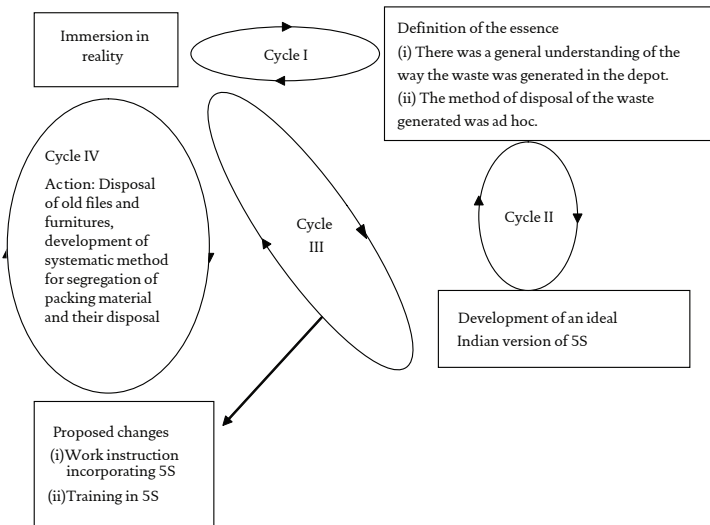 Immersion in
reality
Cycle I
Definition of the essence
(i) There was a general understanding of the
way the waste was generated in the depot.
(ii) The method of disposal of the waste
generated was ad hoc.
Cycle IV
Action: Disposal
of old files and
furnitures,
development of
systematic method
for segregation of
packing material
and their disposal
Cycle
III
Cycle II
Development of an ideal
Indian version of 5S
Proposed changes
(i)Work instruction
incorporating 5S
(ii)Training in 5S